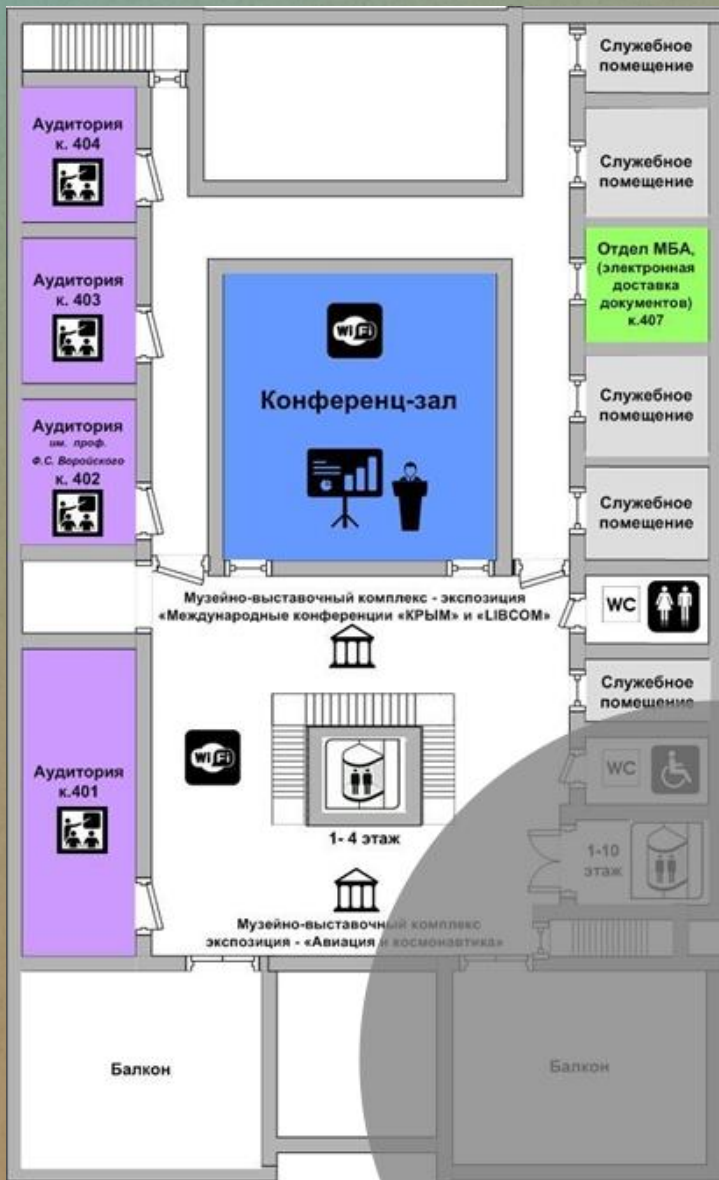 Служебное
помещение
Аудитория
к. 404
Служебное
помещение
Отдел МБА,
(электронная
доставка
документов)
к.407
Аудитория
к. 403
WiFi
Конференц-зал
Служебное
помещение
Аудитория
им. проф.
Ф.С. Воройского
к. 402
Служебное
помещение
Музейно-выставочный комплекс - экспозиция
«Международные конференции «КРЫМ» и «LIBCOM»
WC
Служебное
помещение
WiFi
WC
Аудитория
к.401
1- 4 этаж
1-10
этаж
Музейно-выставочный комплекс
экспозиция - «Авиация и космонавтика»
Балкон
Балкон